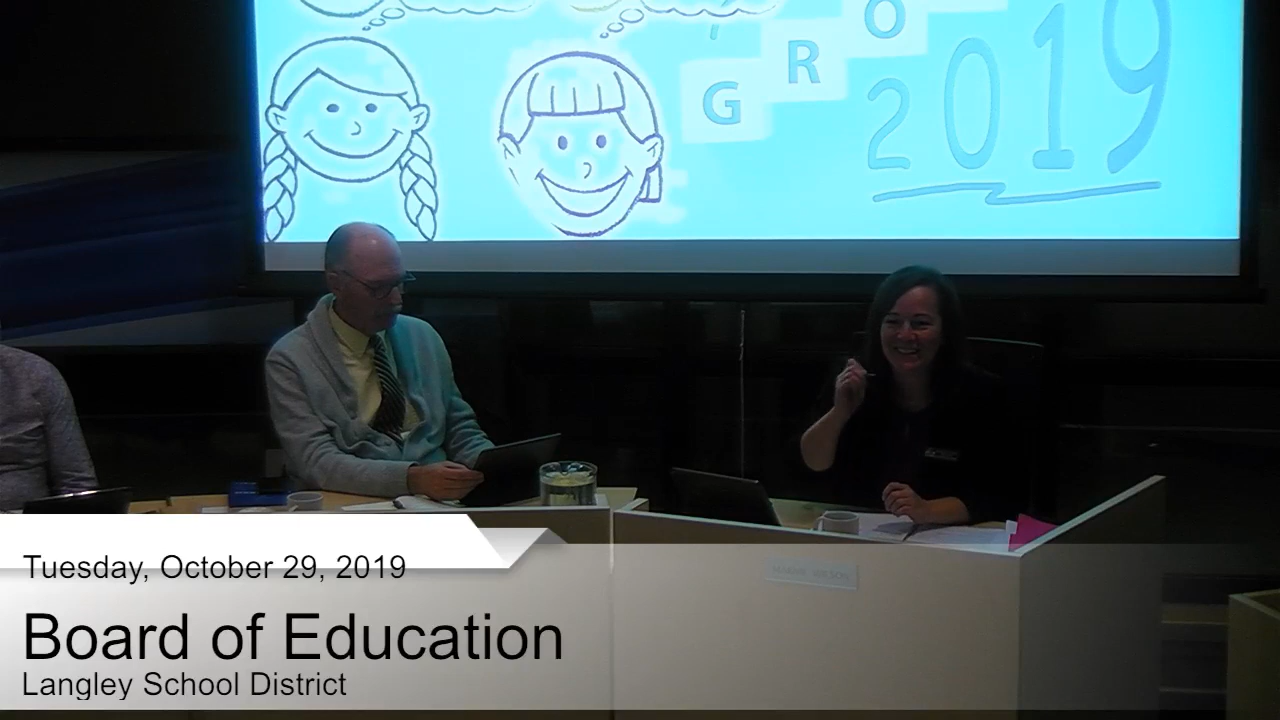 G R O
2019
Tuesday, October 29, 2019
Board of Education
Langley School District